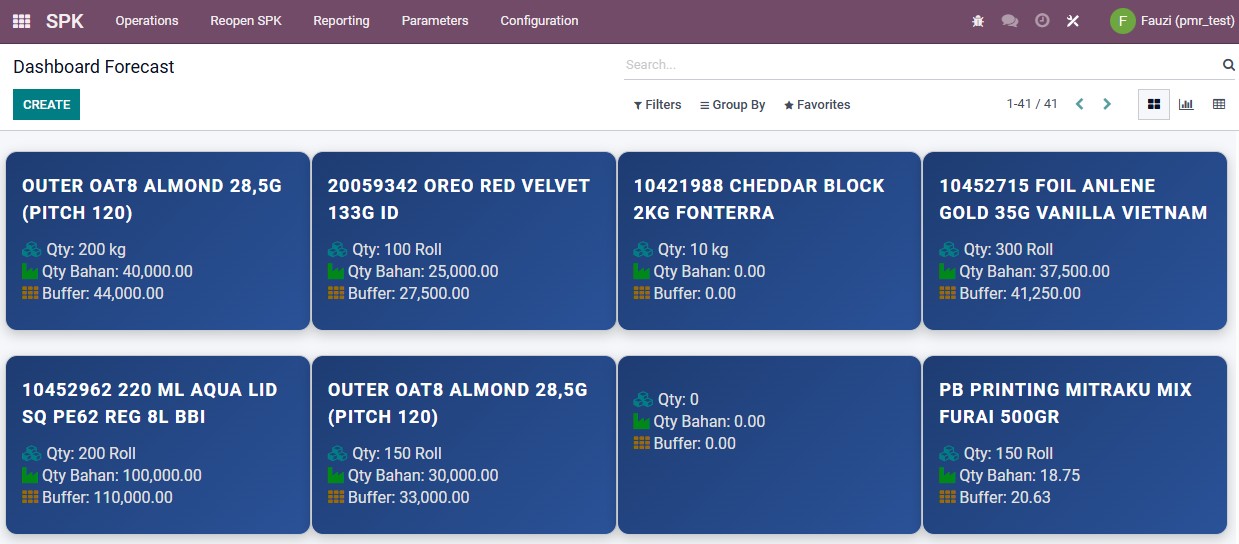 SPK Operations Reopen SPK Reporting Parameters Configuration F Fauzi (pmr_test)
Dashboard Forecast Search...
CREATE Filters Group By Favorites 1-41 / 41
OUTER OAT8 ALMOND 28,5G
(PITCH 120)
Qty: 200 kg
Qty Bahan: 40,000.00
Buffer: 44,000.00
20059342 OREO RED VELVET
133G ID
Qty: 100 Roll
Qty Bahan: 25,000.00
Buffer: 27,500.00
10421988 CHEDDAR BLOCK
2KG FONTERRA
Qty: 10 kg
Qty Bahan: 0.00
Buffer: 0.00
10452715 FOIL ANLENE
GOLD 35G VANILLA VIETNAM
Qty: 300 Roll
Qty Bahan: 37,500.00
Buffer: 41,250.00
10452962 220 ML AQUA LID
SQ PE62 REG 8L BBI
Qty: 200 Roll
Qty Bahan: 100,000.00
Buffer: 110,000.00
OUTER OAT8 ALMOND 28,5G
(PITCH 120)
Qty: 150 Roll
Qty Bahan: 30,000.00
Buffer: 33,000.00
Qty: 0
Qty Bahan: 0.00
Buffer: 0.00
PB PRINTING MITRAKU MIX
FURAI 500GR
Qty: 150 Roll
Qty Bahan: 18.75
Buffer: 20.63